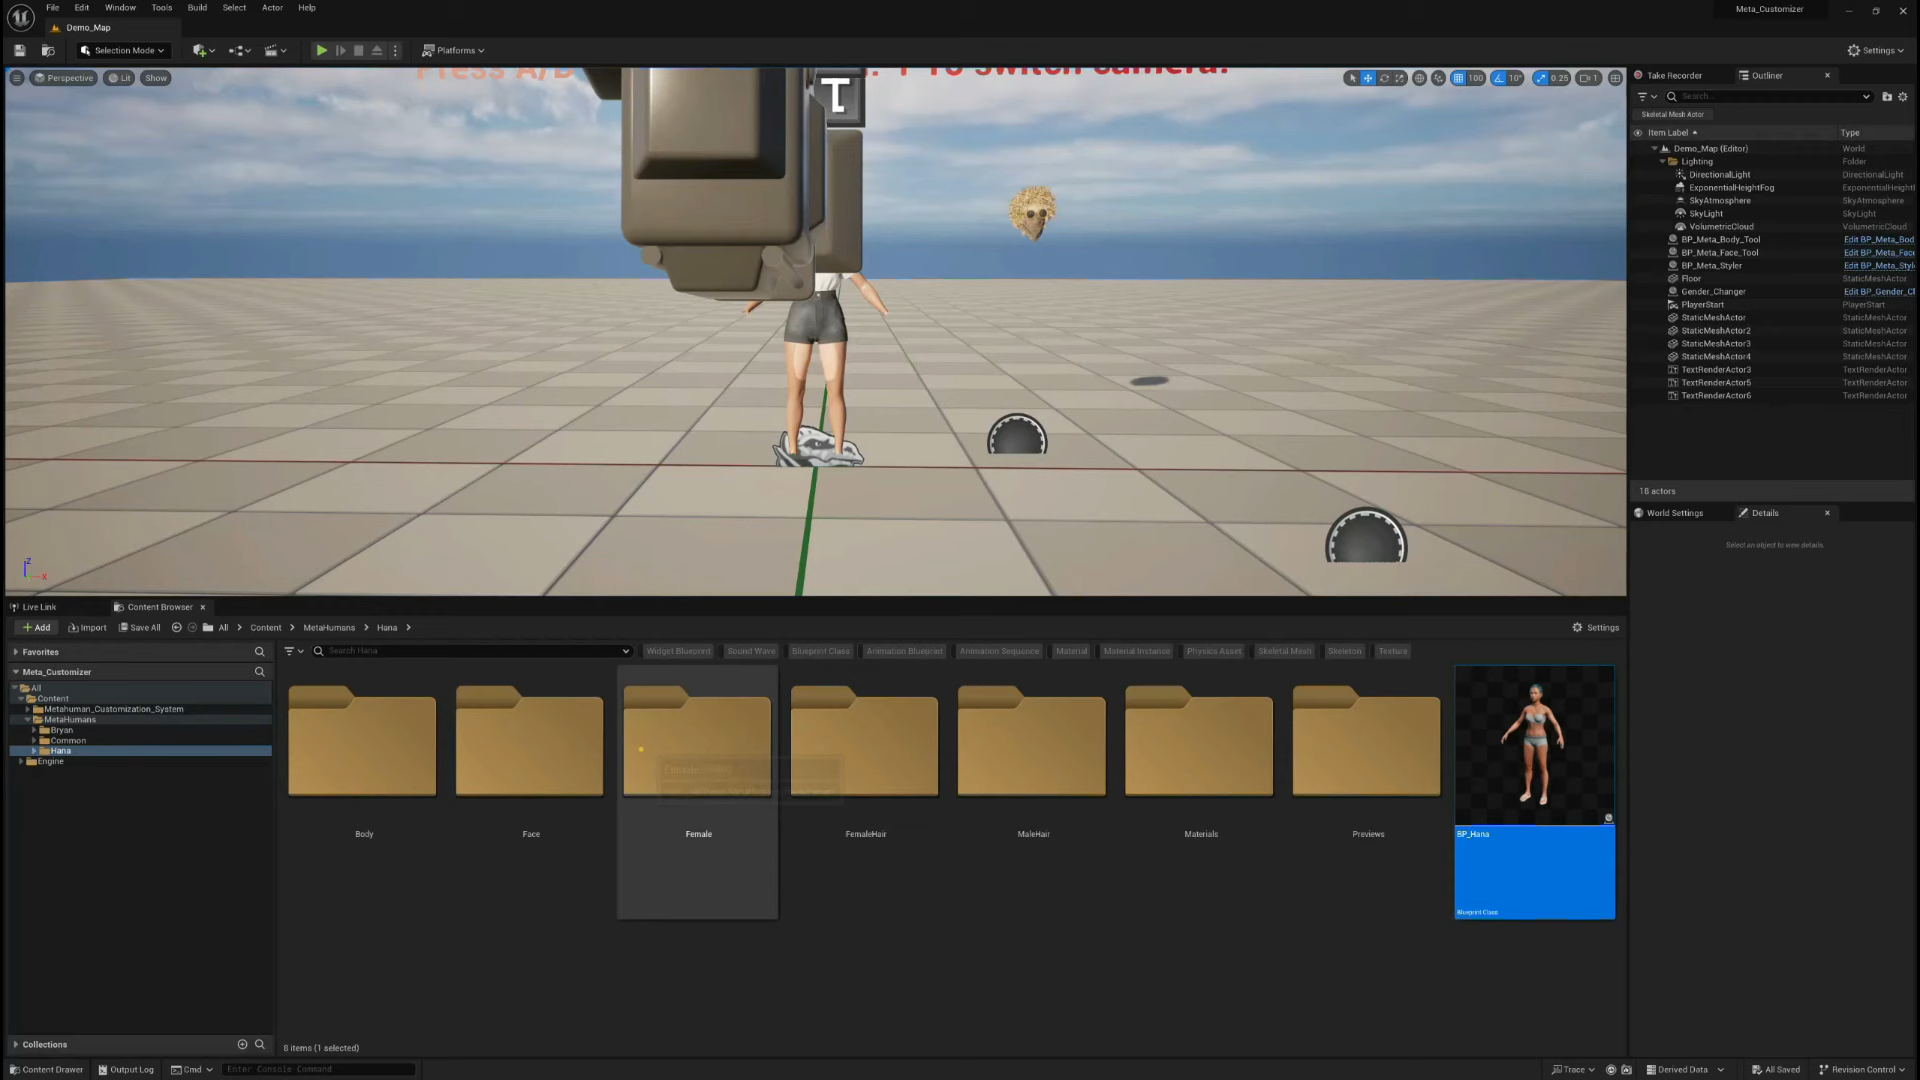 File Edit Window Tools Build Select Actor Help
Meta_Customizer
Demo_Map
Selection Mode
Platforms
Settings
Perspective
Lit
Show
Press A/D
T
To switch camera.
100
10°
0.25
1
Take Recorder
Outliner
Search...
Skeletal Mesh Actor
Item Label
Type
Demo_Map (Editor)
World
Lighting
Folder
DirectionalLight
DirectionalLight
ExponentialHeightFog
ExponentialHeightF
SkyAtmosphere
SkyAtmosphere
SkyLight
SkyLight
VolumetricCloud
VolumetricCloud
BP_Meta_Body_Tool
Edit BP_Meta_Bod
BP_Meta_Face_Tool
Edit BP_Meta_Face
BP_Meta_Styler
Edit BP_Meta_Style
Floor
StaticMeshActor
Gender_Changer
Edit BP_Gender_Cl
PlayerStart
PlayerStart
StaticMeshActor
StaticMeshActor
StaticMeshActor2
StaticMeshActor
StaticMeshActor3
StaticMeshActor
StaticMeshActor4
StaticMeshActor
TextRenderActor3
TextRenderActor
TextRenderActor5
TextRenderActor
TextRenderActor6
TextRenderActor
18 actors
World Settings
Details
Select an object to view details.
Z
X
Live Link
Content Browser
Add
Import
Save All
All
Content
MetaHumans
Hana
Settings
Favorites
Search Hana
Widget Blueprint
Sound Wave
Blueprint Class
Animation Blueprint
Animation Sequence
Material
Material Instance
Physics Asset
Skeletal Mesh
Skeleton
Texture
Meta_Customizer
All
Content
Metahuman_Customization_System
MetaHumans
Bryan
Common
Hana
Engine
Body
Face
Female
FemaleHair
MaleHair
Materials
Previews
BP_Hana
Blueprint Class
Collections
8 items (1 selected)
Content Drawer
Output Log
Cmd
Enter Console Command
Trace
Derived Data
All Saved
Revision Control